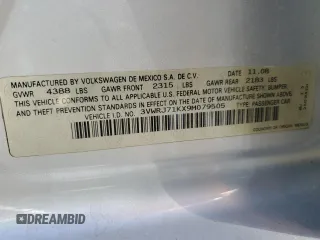 MANUFACTURED BY VOLKSWAGEN DE MEXICO S.A. DE C.V. 11.08
GVWR 4388 LBS GAWR FRONT 2315 LBS GAWR REAR 2180 LBS
THIS VEHICLE CONFORMS TO ALL APPLICABLE U.S. FEDERAL MOTOR VEHICLE SAFETY, BUMPER,
AND THEFT PREVENTION STANDARDS IN EFFECT ON THE DATE OF MANUFACTURE SHOWN ABOVE.
VEHICLE I.D. NO.: 3VWRJ71KX9M079505 TYPE: PASSENGER CAR
© DREAMBID
DREAMBID